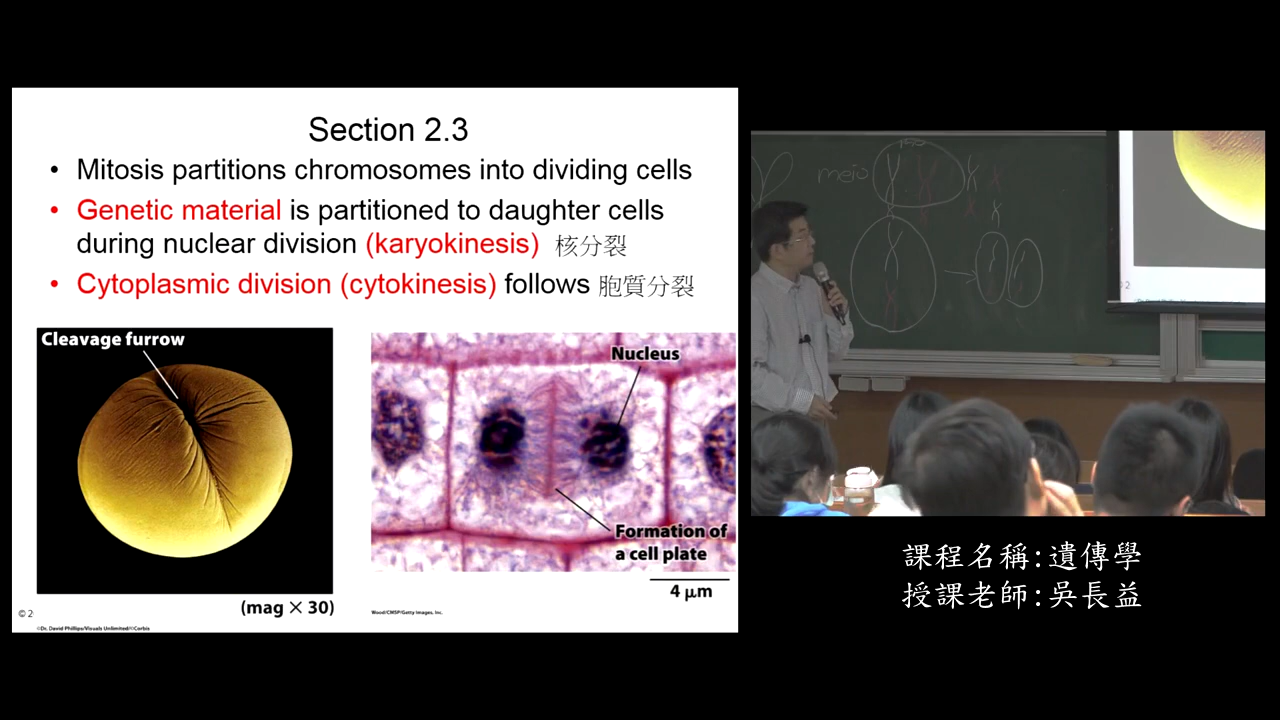 Section 2.3
• Mitosis partitions chromosomes into dividing cells
• Genetic material is partitioned to daughter cells
during nuclear division (karyokinesis) 核分裂
• Cytoplasmic division (cytokinesis) follows 胞質分裂
Cleavage furrow
(mag × 30)
Nucleus
Formation of
a cell plate
4 μm
© 2
©Dr. David Phillips/Visuals Unlimited/©Corbis
Wood/CMSP/Getty Images, Inc.
meio
課程名稱:遺傳學
授課老師:吳長益